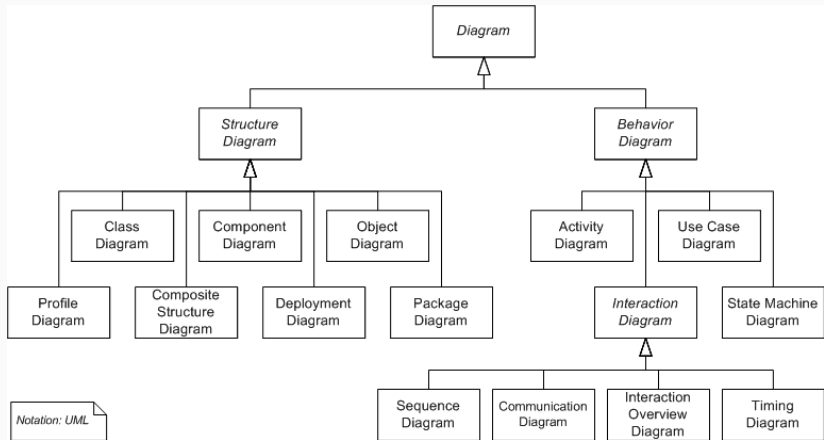 Diagram
Structure
Diagram
Behavior
Diagram
Class
Diagram
Component
Diagram
Object
Diagram
Activity
Diagram
Use Case
Diagram
Profile
Diagram
Composite
Structure
Diagram
Deployment
Diagram
Package
Diagram
Interaction
Diagram
State Machine
Diagram
Sequence
Diagram
Communication
Diagram
Interaction
Overview
Diagram
Timing
Diagram
Notation: UML